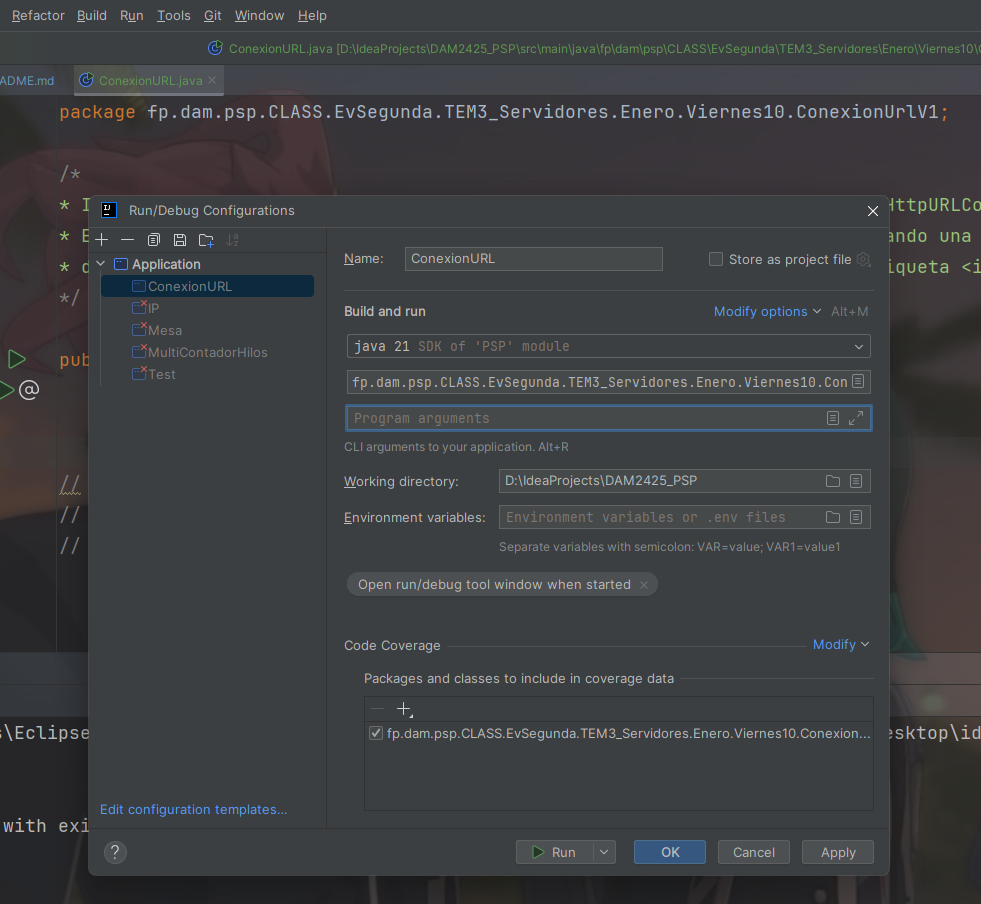 Refactor Build Run Tools Git Window Help
ConexionURL.java [D:\IdeaProjects\DAM2425_PSP\src\main\java\fp\dam\psp\CLASS\EvSegunda\TEM3_Servidores\Enero\Viernes10\
ADME.md ConexionURL.java
package fp.dam.psp.CLASS.EvSegunda.TEM3_Servidores.Enero.Viernes10.ConexionUrlV1;
/*
* I
HttpURLCo
* E
ando una
* d
iqueta <i
*/
pub
@
//
//
//
Run/Debug Configurations
Application
ConexionURL
IP
Mesa
MultiContadorHilos
Test
Edit configuration templates...
Name: ConexionURL Store as project file
Build and run Modify options Alt+M
java 21 SDK of 'PSP' module
fp.dam.psp.CLASS.EvSegunda.TEM3_Servidores.Enero.Viernes10.Con
Program arguments
CLI arguments to your application. Alt+R
Working directory: D:\IdeaProjects\DAM2425_PSP
Environment variables: Environment variables or .env files
Separate variables with semicolon: VAR=value; VAR1=value1
Open run/debug tool window when started
Code Coverage Modify
Packages and classes to include in coverage data
fp.dam.psp.CLASS.EvSegunda.TEM3_Servidores.Enero.Viernes10.Conexion...
? Run OK Cancel Apply
s\Eclipse
esktop\id
with exi